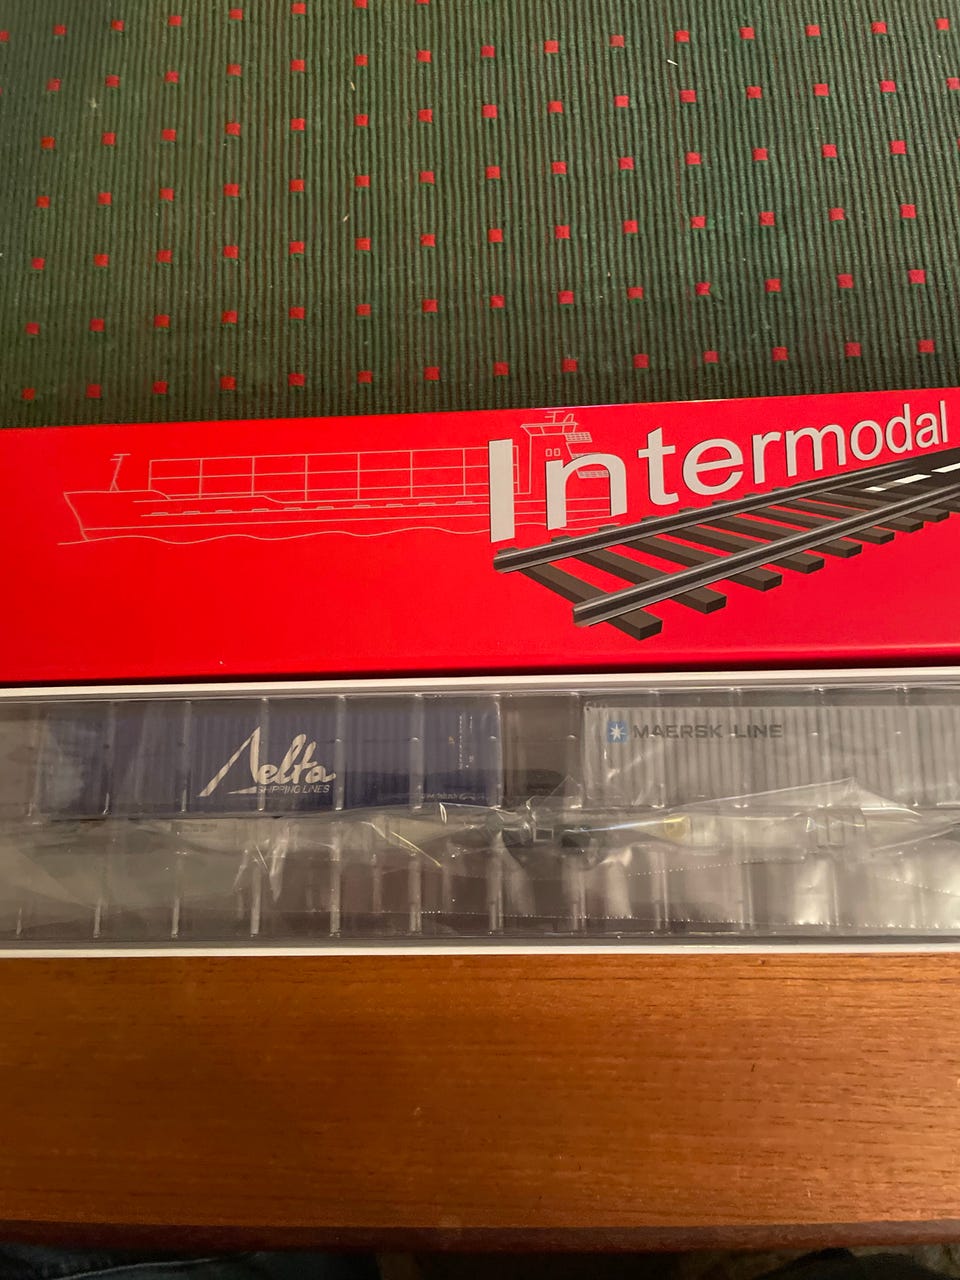 Intermodal
Delta
SHIPPING LINES
MAERSK LINE